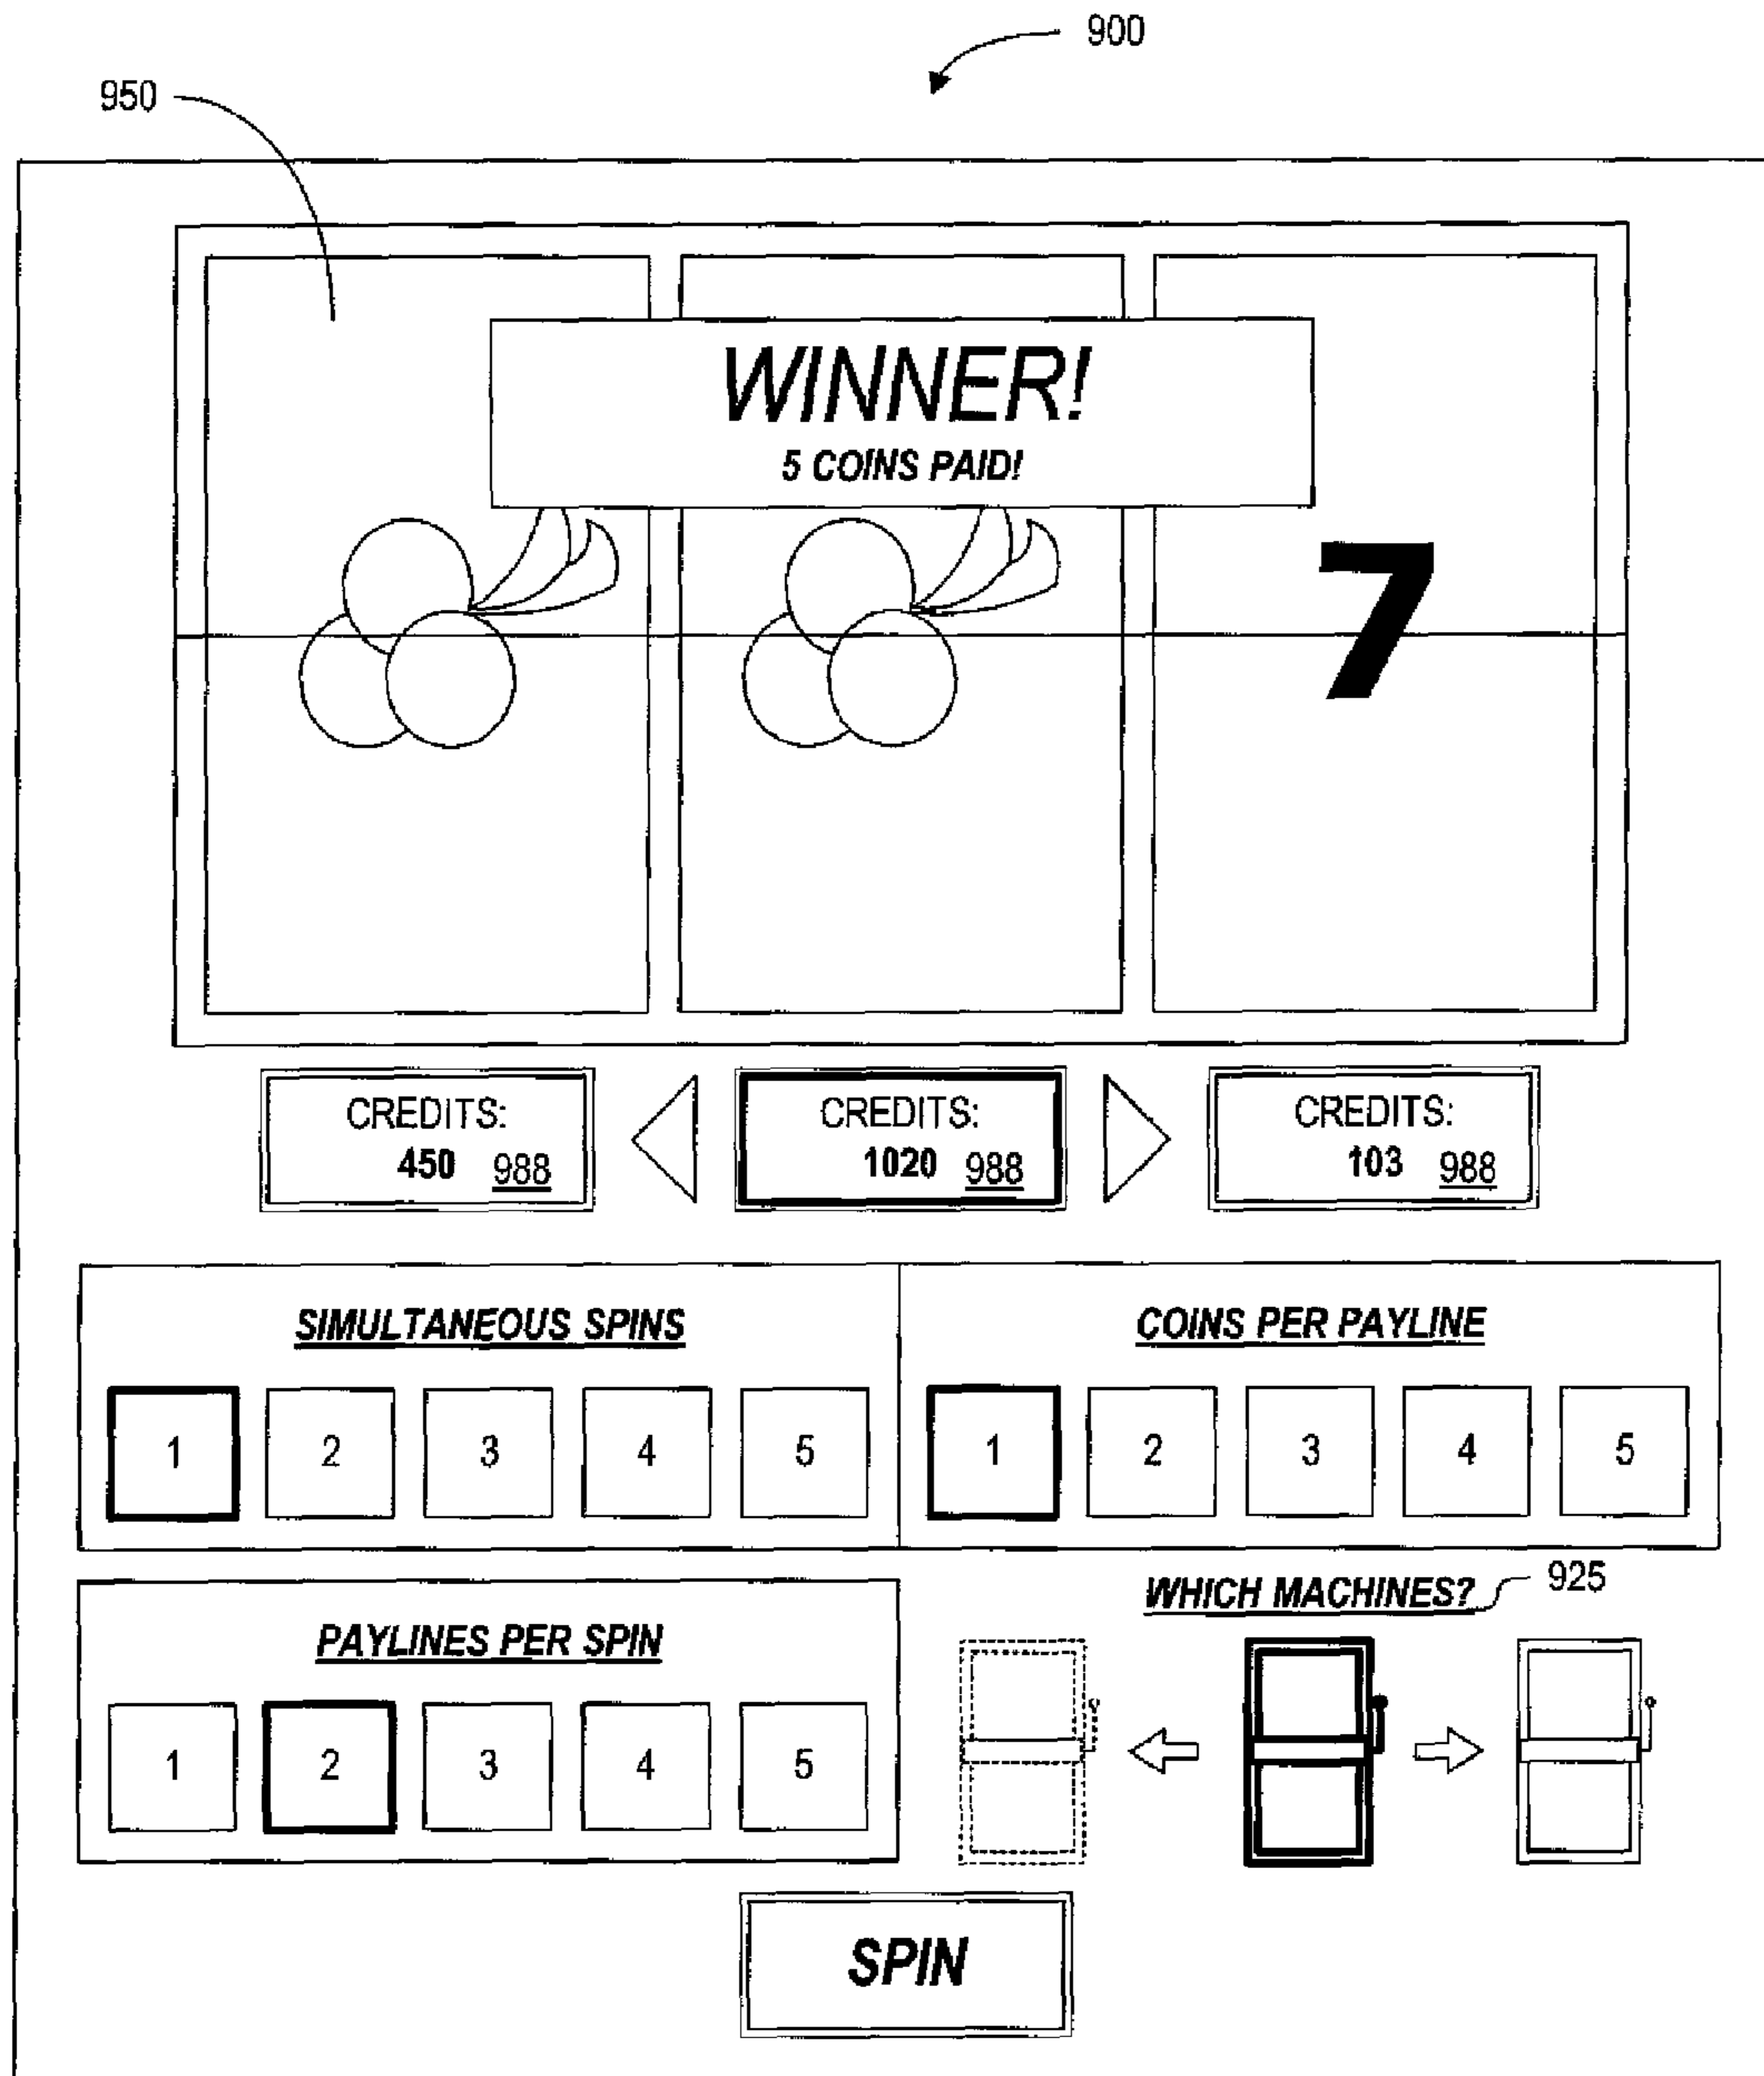 900
950
WINNER!
5 COINS PAID!
7
CREDITS: CREDITS: CREDITS:
450 988 1020 988 103 988
SIMULTANEOUS SPINS COINS PER PAYLINE
1 2 3 4 5 1 2 3 4 5
WHICH MACHINES? 925
PAYLINES PER SPIN
1 2 3 4 5
SPIN